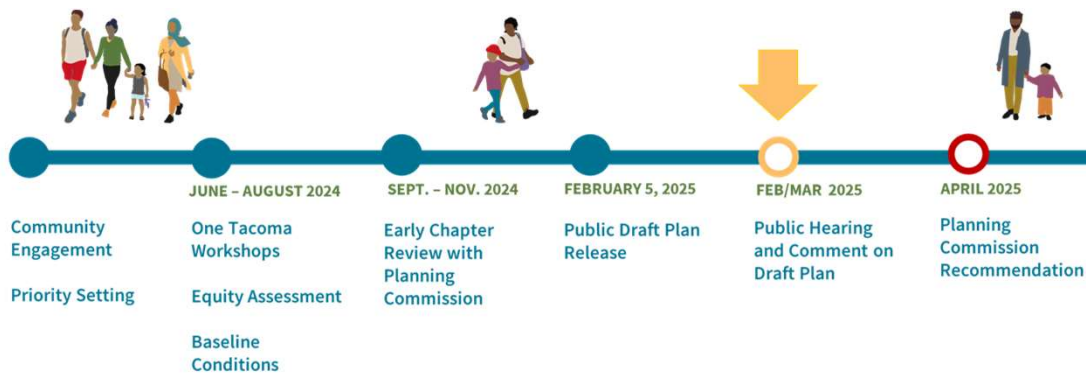 Community
Engagement
Priority Setting
JUNE – AUGUST 2024
One Tacoma
Workshops
Equity Assessment
Baseline
Conditions
SEPT. – NOV. 2024
Early Chapter
Review with
Planning
Commission
FEBRUARY 5, 2025
Public Draft Plan
Release
FEB/MAR 2025
Public Hearing
and Comment on
Draft Plan
APRIL 2025
Planning
Commission
Recommendation